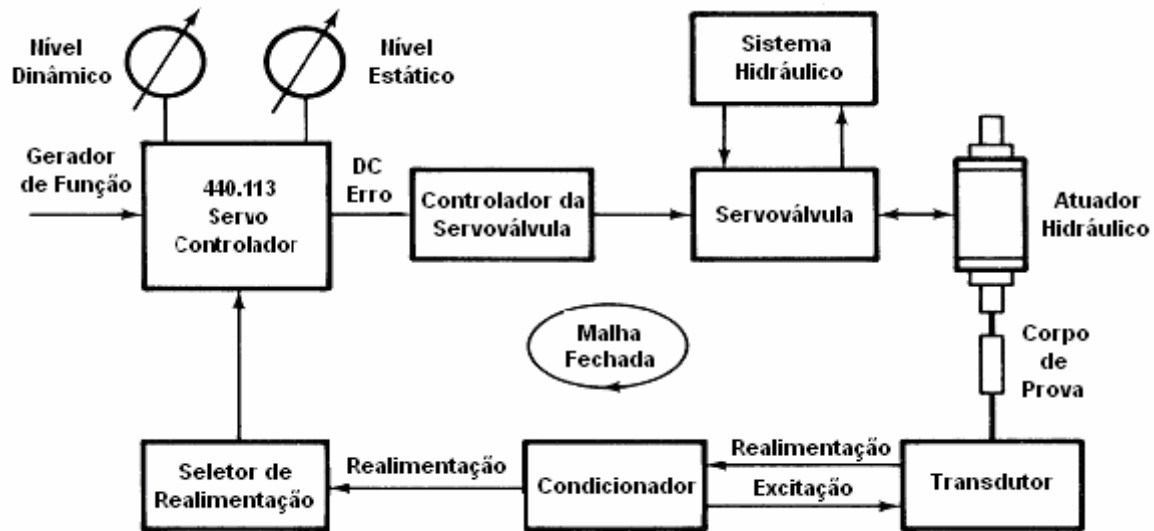 Nível
Dinâmico
Nível
Estático
Sistema
Hidráulico
Gerador
de Função
440.113
Servo
Controlador
DC
Erro
Controlador da
Servoválvula
Servoválvula
Atuador
Hidráulico
Malha
Fechada
Corpo
de
Prova
Seletor de
Realimentação
Realimentação
Condicionador
Realimentação
Excitação
Transdutor